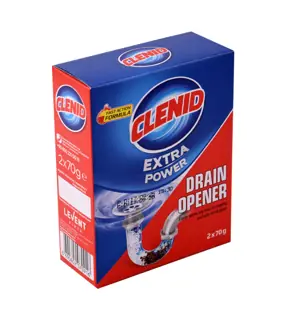 FAST ACTION
FORMULA
CLENID
EXTRA
POWER
DRAIN
OPENER
2x70g
2x70g e
LEVENT